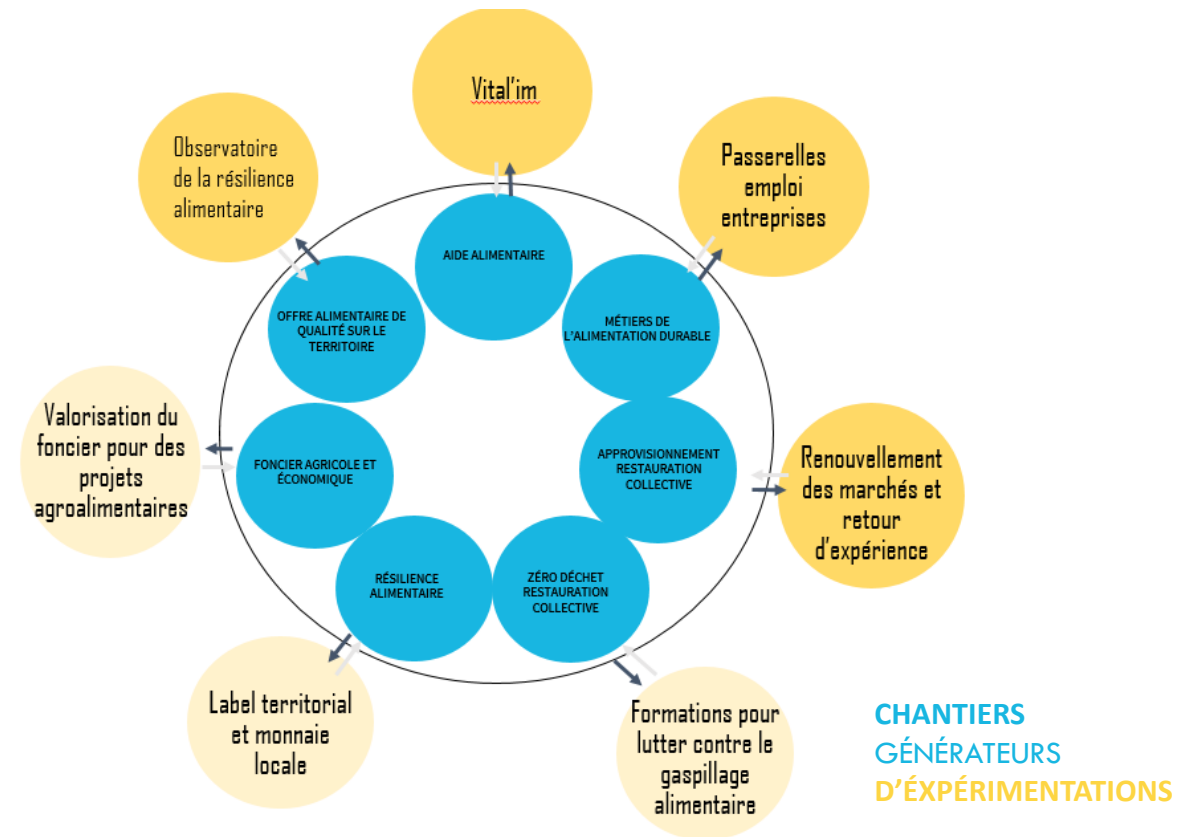 Vital'im
Observatoire
de la résilience
alimentaire
Passerelles
emploi
entreprises
AIDE ALIMENTAIRE
OFFRE ALIMENTAIRE DE
QUALITÉ SUR LE
TERRITOIRE
MÉTIERS DE
L'ALIMENTATION DURABLE
Valorisation du
foncier pour des
projets
agroalimentaires
FONCIER AGRICOLE ET
ÉCONOMIQUE
APPROVISIONNEMENT
RESTAURATION
COLLECTIVE
Renouvellement
des marchés et
retour
d'expérience
RÉSILIENCE
ALIMENTAIRE
ZÉRO DÉCHET
RESTAURATION
COLLECTIVE
Label territorial
et monnaie
locale
Formations pour
lutter contre le
gaspillage
alimentaire
CHANTIERS
GÉNÉRATEURS
D'ÉXPÉRIMENTATIONS